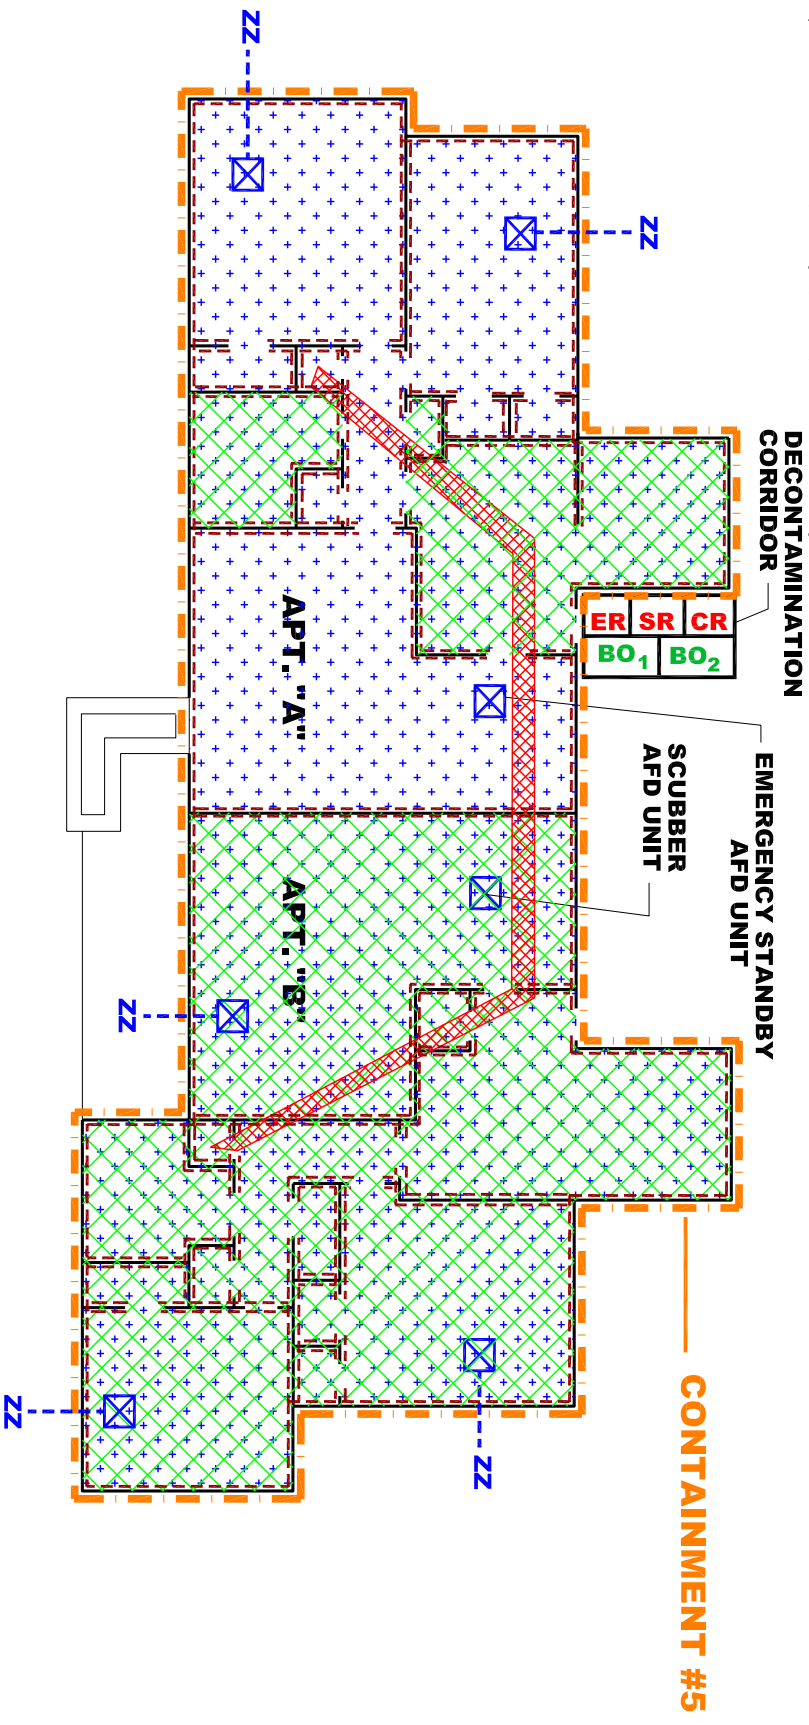 ZZ
ZZ
DECONTAMINATION
CORRIDOR
ER SR CR
BO1 BO2
APT. "A"
EMERGENCY STANDBY
AFD UNIT
SCUBBER
AFD UNIT
APT. "B"
ZZ
ZZ
ZZ
CONTAINMENT #5